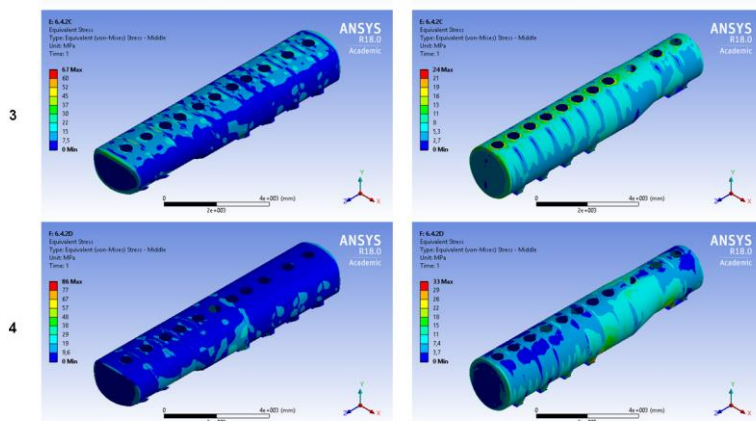 3
E: 6.4.2C
Equivalent Stress
Type: Equivalent (von-Mises) Stress - Middle
Unit: MPa
Time: 1
67 Max
60
52
45
37
30
22
15
7,5
0 Min
ANSYS
R18.0
Academic
0
2e+003
4e+003 (mm)
Y
Z
X
E: 6.4.2C
Equivalent Stress
Type: Equivalent (von-Mises) Stress - Middle
Unit: MPa
Time: 1
24 Max
21
19
16
13
11
8
5,3
2,7
0 Min
ANSYS
R18.0
Academic
0
2e+003
4e+003 (mm)
Y
Z
X
4
F: 6.4.2D
Equivalent Stress
Type: Equivalent (von-Mises) Stress - Middle
Unit: MPa
Time: 1
86 Max
77
67
57
48
38
29
19
9,6
0 Min
ANSYS
R18.0
Academic
0
2e+003
4e+003 (mm)
Y
Z
X
F: 6.4.2D
Equivalent Stress
Type: Equivalent (von-Mises) Stress - Middle
Unit: MPa
Time: 1
33 Max
29
26
22
18
15
11
7,4
3,7
0 Min
ANSYS
R18.0
Academic
0
2e+003
4e+003 (mm)
Y
Z
X